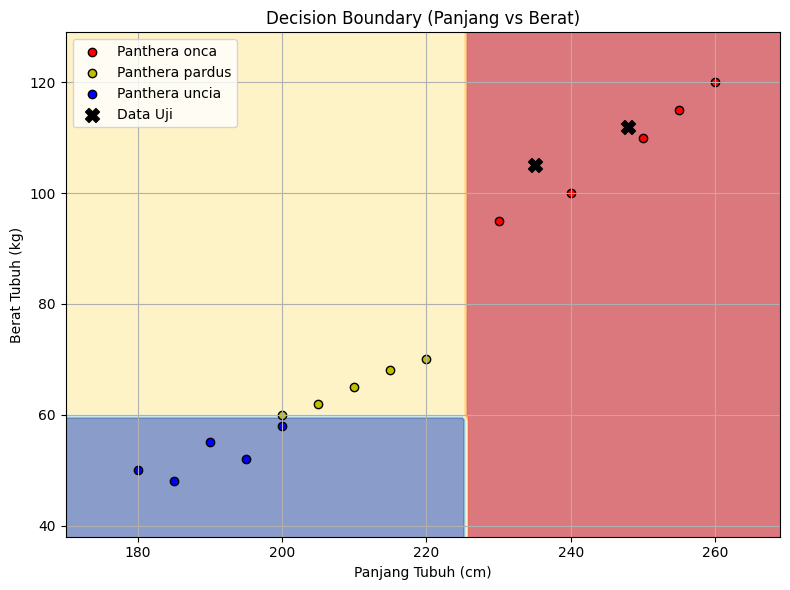 Decision Boundary (Panjang vs Berat)
Panthera onca
Panthera pardus
Panthera uncia
Data Uji
Berat Tubuh (kg)
120
100
80
60
40
180 200 220 240 260
Panjang Tubuh (cm)